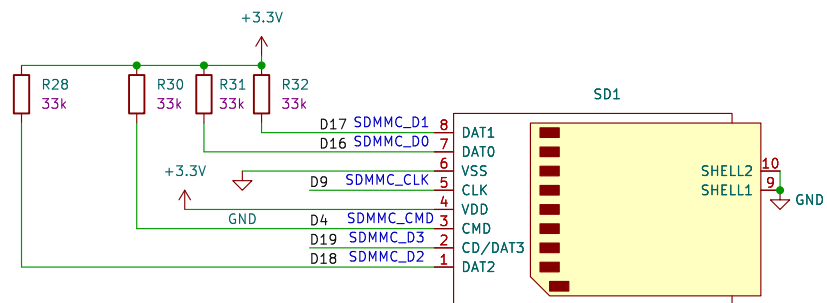 +3.3V
R28
33k
R30
33k
R31
33k
R32
33k
SD1
D17 SDMMC_D1 8 DAT1
D16 SDMMC_D0 7 DAT0
+3.3V
6 VSS
SHELL2 10
D9 SDMMC_CLK 5 CLK
SHELL1 9
GND
4 VDD
GND
D4 SDMMC_CMD 3 CMD
D19 SDMMC_D3 2 CD/DAT3
D18 SDMMC_D2 1 DAT2